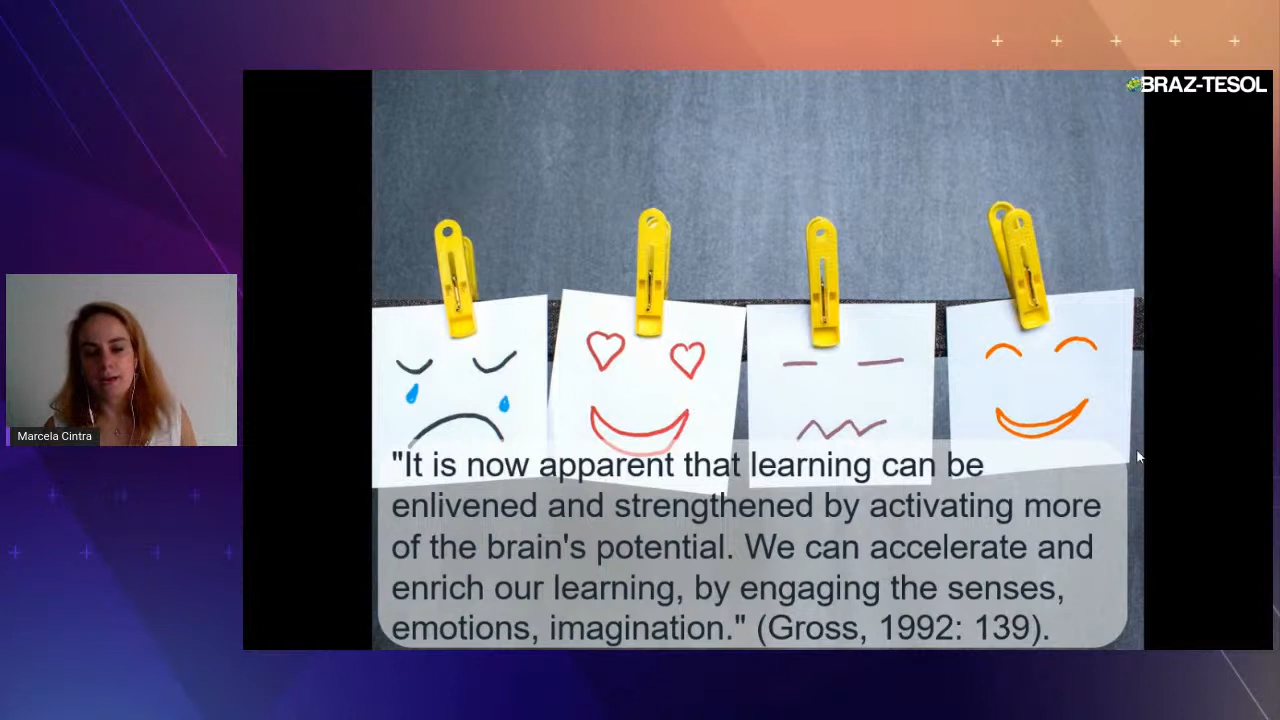 BRAZ-TESOL
Marcela Cintra
"It is now apparent that learning can be
enlivened and strengthened by activating more
of the brain's potential. We can accelerate and
enrich our learning, by engaging the senses,
emotions, imagination." (Gross, 1992: 139).